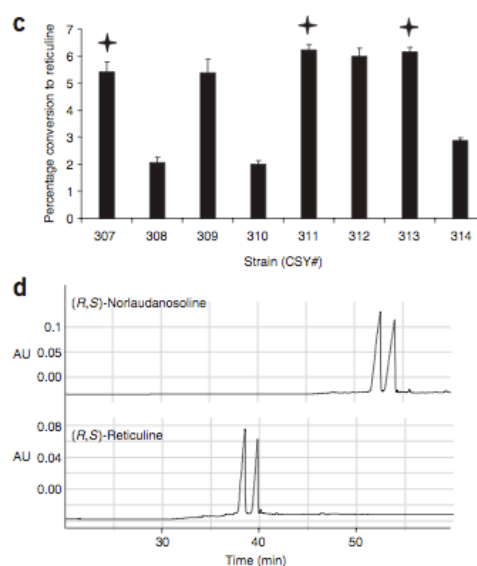 c
Percentage conversion to reticuline
7
6
5
4
3
2
1
0
307 308 309 310 311 312 313 314
Strain (CSY#)
d
(R,S)-Norlaudanosoline
0.1
AU 0.05
0.00
(R,S)-Reticuline
0.08
AU 0.04
0.00
30 40 50
Time (min)